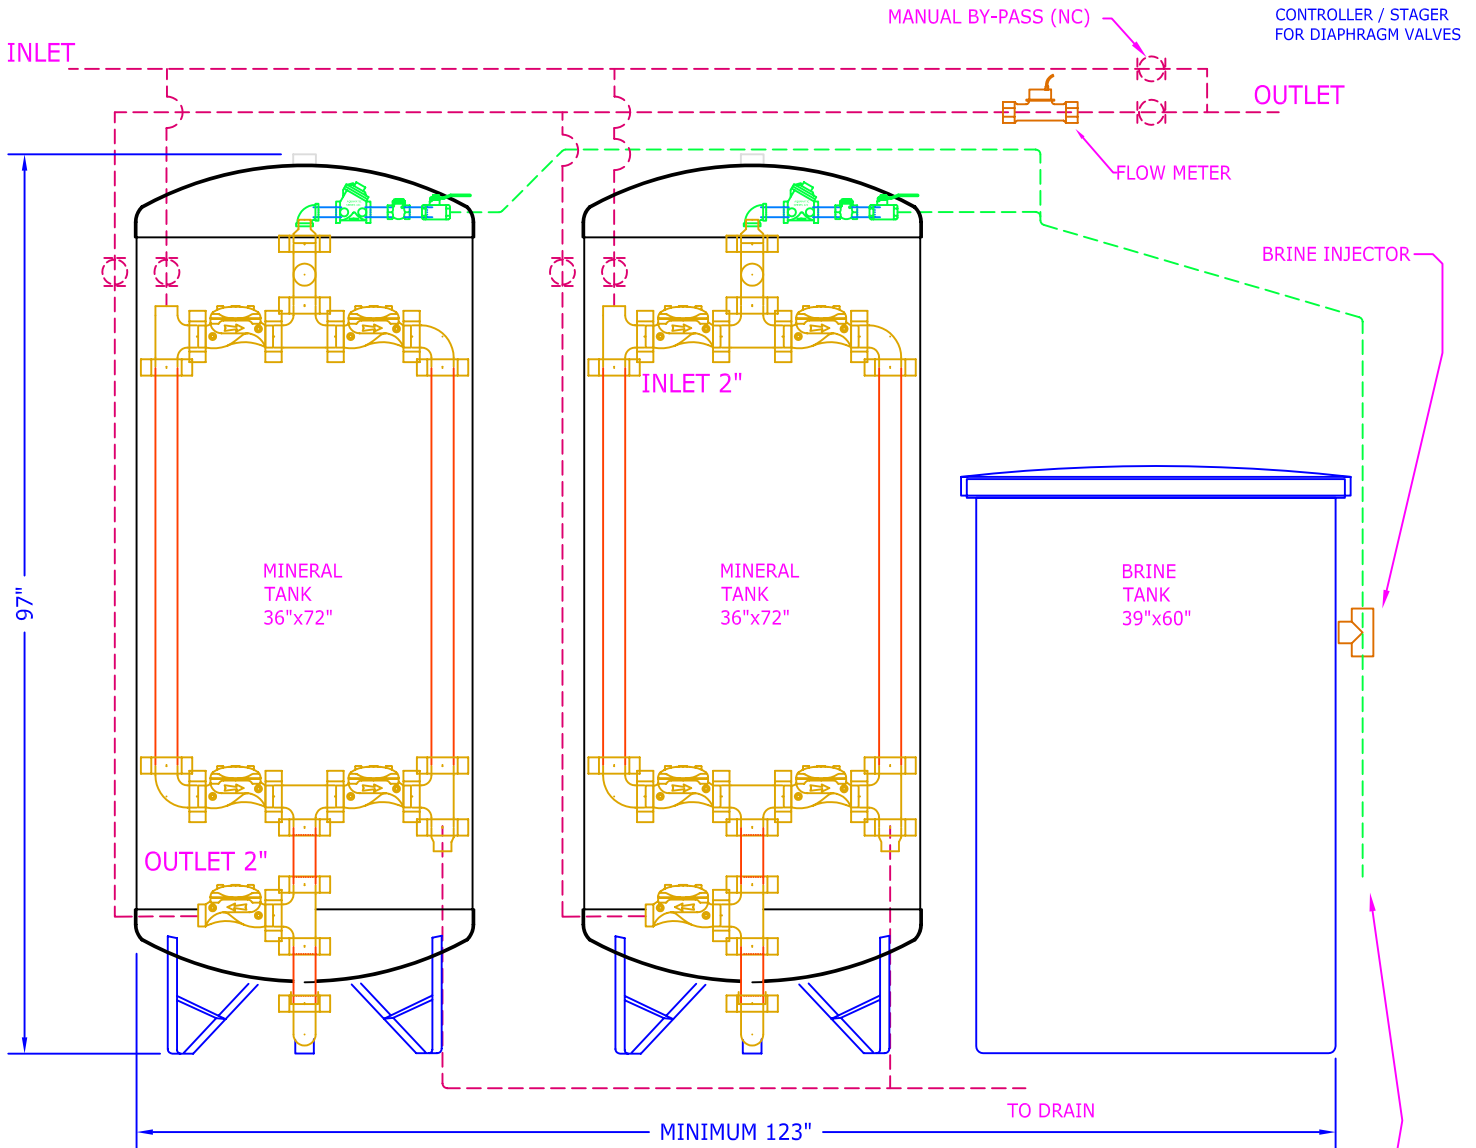 MANUAL BY-PASS (NC)
CONTROLLER / STAGER
FOR DIAPHRAGM VALVES
INLET
OUTLET
FLOW METER
BRINE INJECTOR
INLET 2"
MINERAL
TANK
36"x72"
MINERAL
TANK
36"x72"
BRINE
TANK
39"x60"
97"
OUTLET 2"
TO DRAIN
MINIMUM 123"